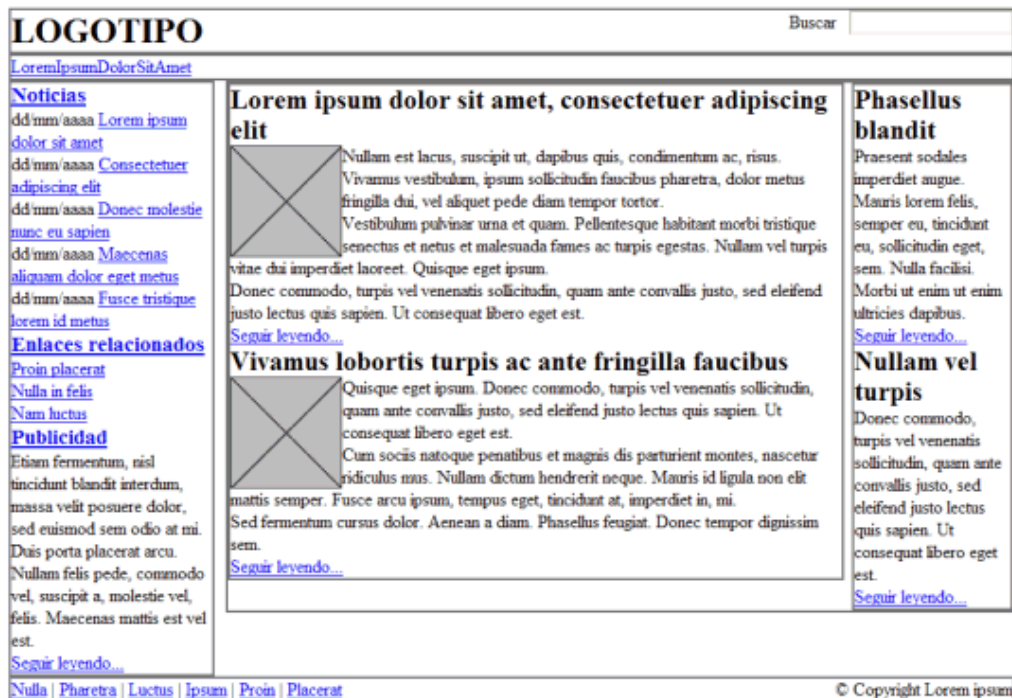 LOGOTIPO
Buscar
LoremIpsumDolorSitAmet
Noticias
dd/mm/aaaa Lorem ipsum
dolor sit amet
dd/mm/aaaa Consectetuer
adipiscing elit
dd/mm/aaaa Donec molestie
nunc eu sapien
dd/mm/aaaa Maecenas
aliquam dolor eget metus
dd/mm/aaaa Fusce tristique
lorem id metus
Enlaces relacionados
Proin placerat
Nulla in felis
Nam luctus
Publicidad
Etiam fermentum, nisl
tincidunt blandit interdum,
massa velit posuere dolor,
sed euismod sem odio at mi.
Duis porta placerat arcu.
Nullam felis pede, commodo
vel, suscipit a, molestie vel,
felis. Maecenas mattis est vel
est.
Seguir leyendo...
Lorem ipsum dolor sit amet, consectetuer adipiscing
elit
Nullam est lacus, suscipit ut, dapibus quis, condimentum ac, risus.
Vivamus vestibulum, ipsum sollicitudin faucibus pharetra, dolor metus
fringilla dui, vel aliquet pede diam tempor tortor.
Vestibulum pulvinar urna et quam. Pellentesque habitant morbi tristique
senectus et netus et malesuada fames ac turpis egestas. Nullam vel turpis
vitae dui imperdiet laoreet. Quisque eget ipsum.
Donec commodo, turpis vel venenatis sollicitudin, quam ante convallis justo, sed eleifend
justo lectus quis sapien. Ut consequat libero eget est.
Seguir leyendo...
Vivamus lobortis turpis ac ante fringilla faucibus
Quisque eget ipsum. Donec commodo, turpis vel venenatis sollicitudin,
quam ante convallis justo, sed eleifend justo lectus quis sapien. Ut
consequat libero eget est.
Cum sociis natoque penatibus et magnis dis parturient montes, nascetur
ridiculus mus. Nullam dictum hendrerit neque. Mauris id ligula non elit
mattis semper. Fusce arcu ipsum, tempus eget, tincidunt at, imperdiet in, mi.
Sed fermentum cursus dolor. Aenean a diam. Phasellus feugiat. Donec tempor dignissim
sem.
Seguir leyendo...
Phasellus
blandit
Praesent sodales
imperdiet augue.
Mauris lorem felis,
semper eu, tincidunt
eu, sollicitudin eget,
sem. Nulla facilisi.
Morbi ut enim ut enim
ultricies dapibus.
Seguir leyendo...
Nullam vel
turpis
Donec commodo,
turpis vel venenatis
sollicitudin, quam ante
convallis justo, sed
eleifend justo lectus
quis sapien. Ut
consequat libero eget
est.
Seguir leyendo...
Nulla | Pharetra | Luctus | Ipsum | Proin | Placerat
© Copyright Lorem ipsum